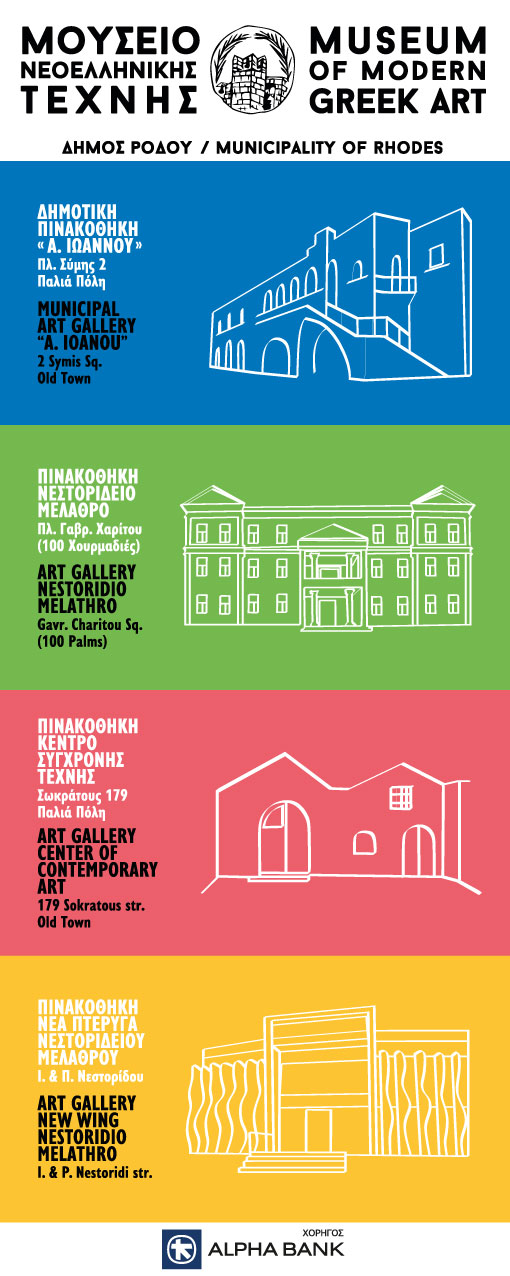 ΜΟΥΣΕΙΟ
ΝΕΟΕΛΛΗΝΙΚΗΣ
ΤΕΧΝΗΣ
MUSEUM
OF MODERN
GREEK ART
ΔΗΜΟΣ ΡΟΔΟΥ / MUNICIPALITY OF RHODES
ΔΗΜΟΤΙΚΗ
ΠΙΝΑΚΟΘΗΚΗ
« Α. ΙΩΑΝΝΟΥ »
Πλ. Σύμης 2
Παλιά Πόλη
MUNICIPAL
ART GALLERY
“A. IOANOU”
2 Symis Sq.
Old Town
ΠΙΝΑΚΟΘΗΚΗ
ΝΕΣΤΟΡΙΔΕΙΟ
ΜΕΛΑΘΡΟ
Πλ. Γαβρ. Χαρίτου
(100 Χουρμαδιές)
ART GALLERY
NESTORIDIO
MELATHRO
Gavr. Charitou Sq.
(100 Palms)
ΠΙΝΑΚΟΘΗΚΗ
ΚΕΝΤΡΟ
ΣΥΓΧΡΟΝΗΣ
ΤΕΧΝΗΣ
Σωκράτους 179
Παλιά Πόλη
ART GALLERY
CENTER OF
CONTEMPORARY
ART
179 Sokratous str.
Old Town
ΠΙΝΑΚΟΘΗΚΗ
ΝΕΑ ΠΤΕΡΥΓΑ
ΝΕΣΤΟΡΙΔΕΙΟΥ
ΜΕΛΑΘΡΟΥ
Ι. & Π. Νεστορίδου
ART GALLERY
NEW WING
NESTORIDIO
MELATHRO
I. & P. Nestoridi str.
ΧΟΡΗΓΟΣ
ALPHA BANK